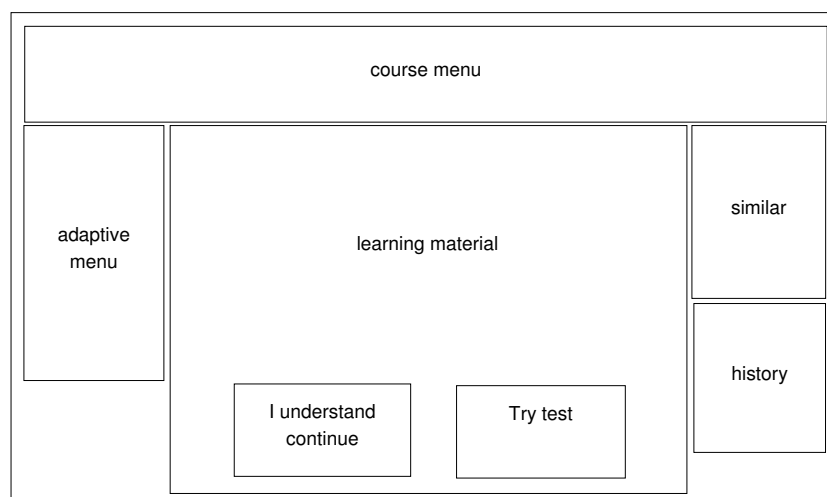 course menu
adaptive
menu
learning material
similar
history
I understand
continue
Try test